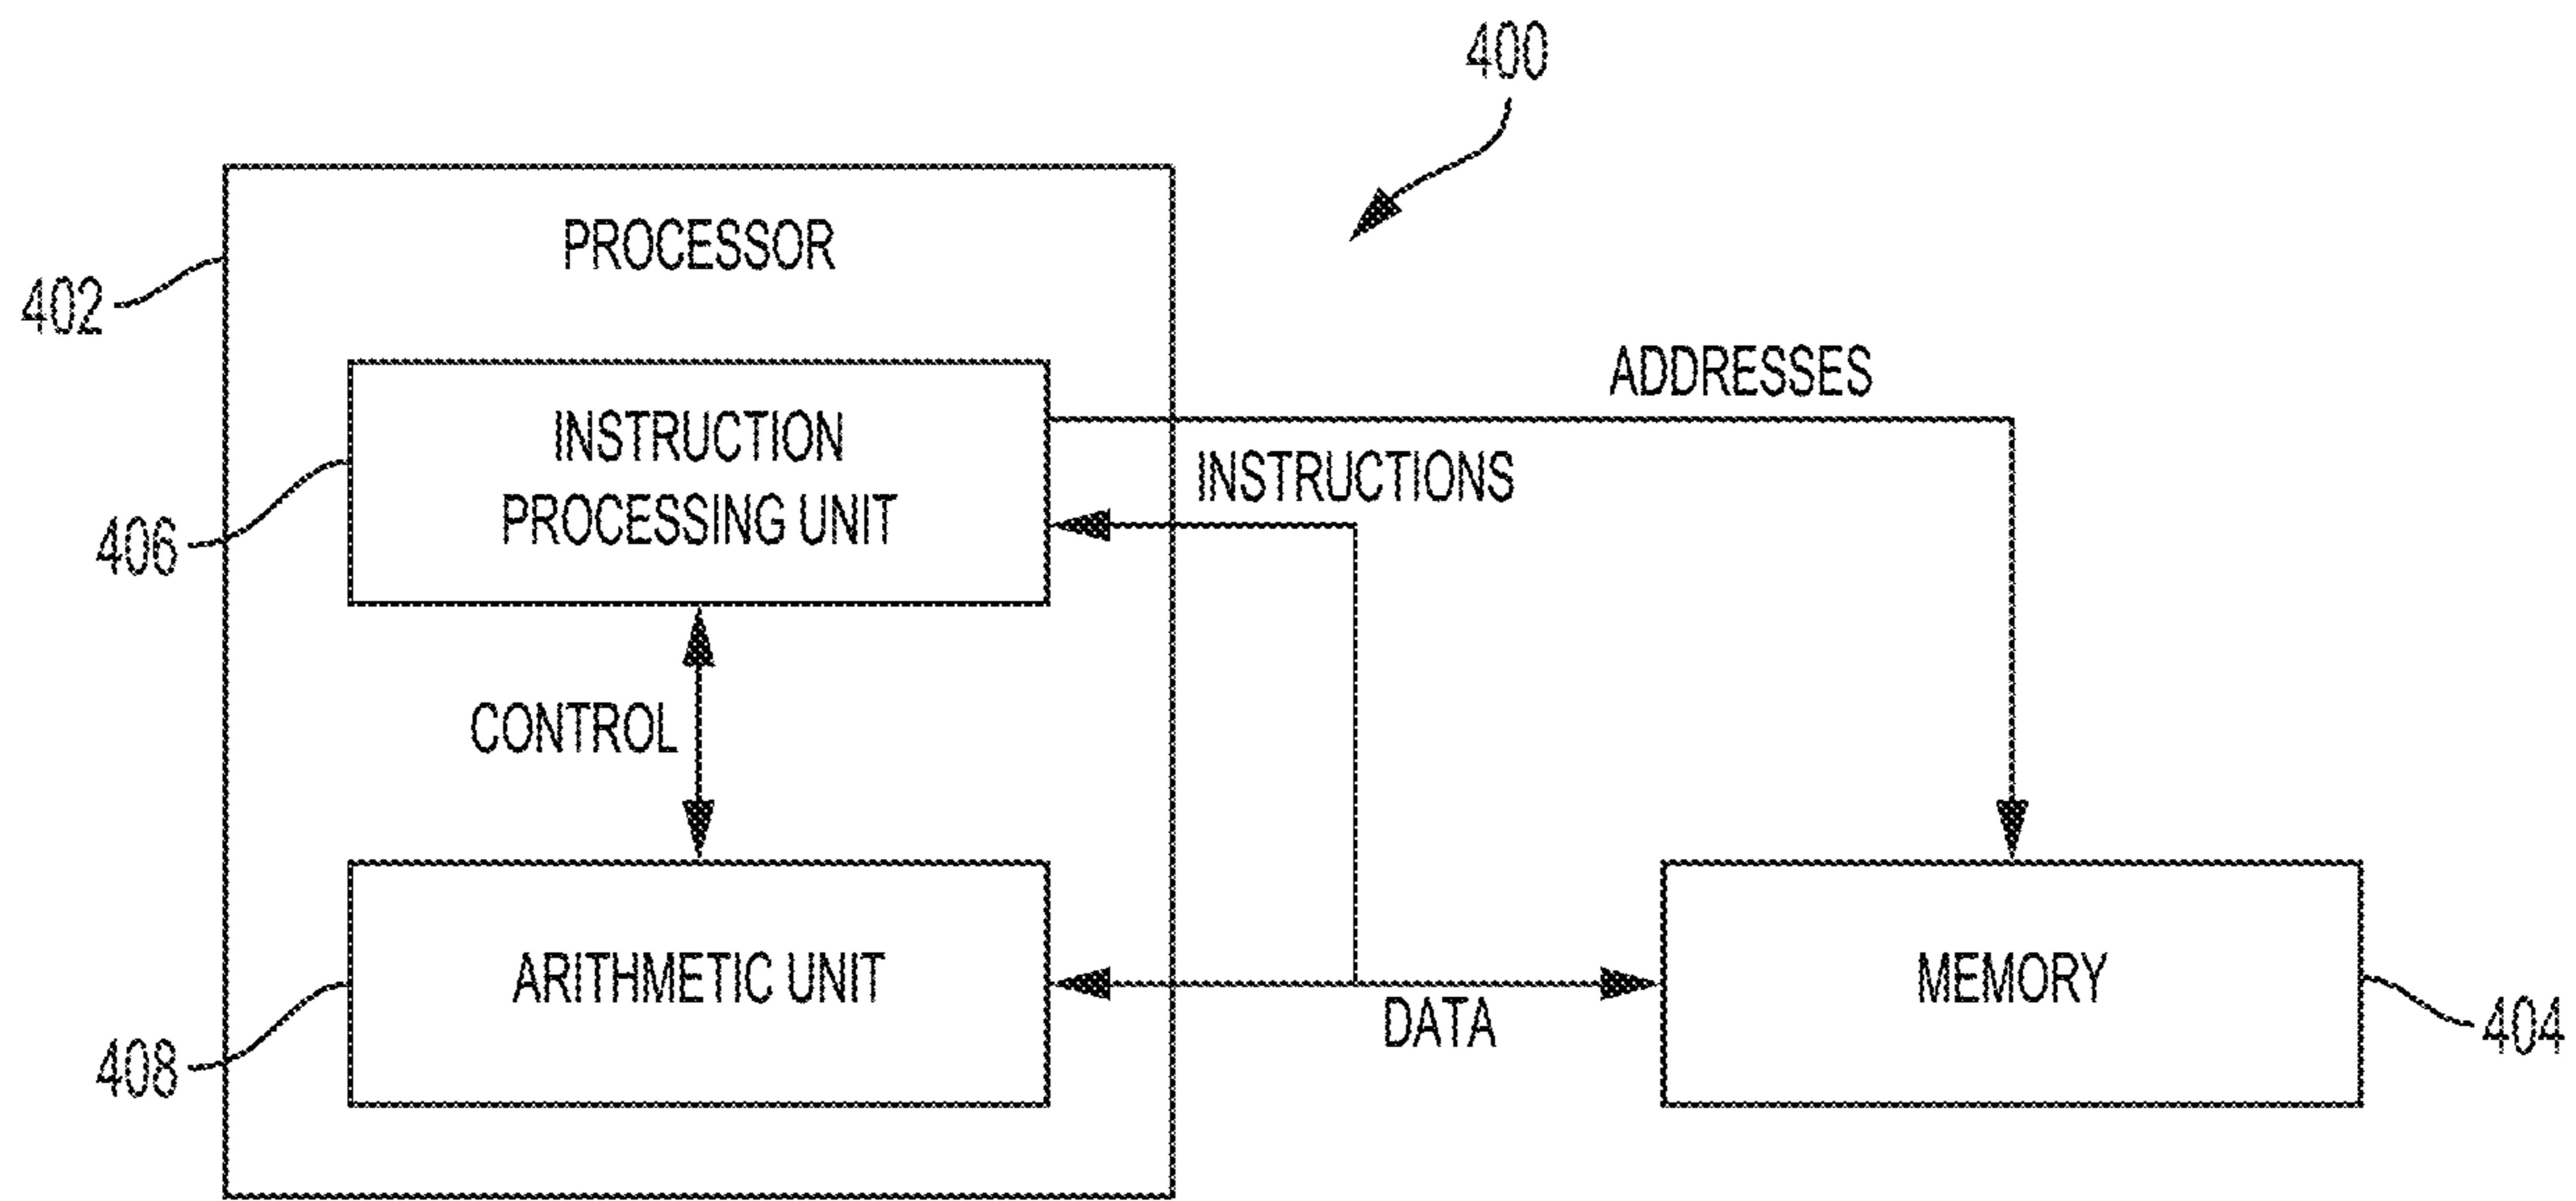 400
PROCESSOR
402
ADDRESSES
INSTRUCTION
PROCESSING UNIT
INSTRUCTIONS
406
CONTROL
ARITHMETIC UNIT
MEMORY
DATA
404
408